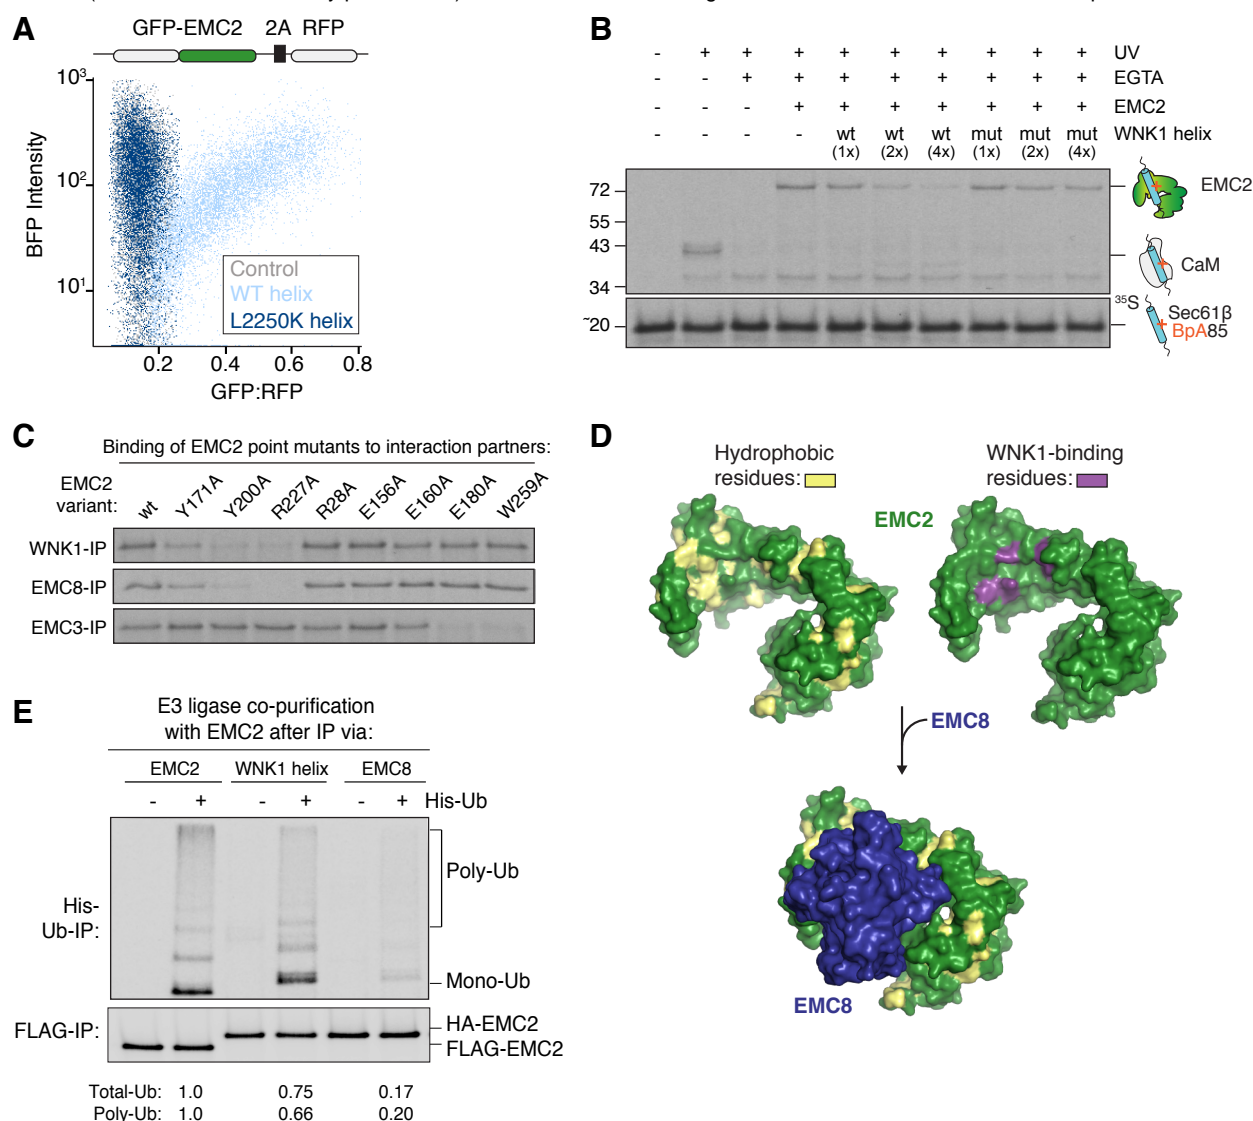 A
GFP-EMC2 2A RFP
10³
10²
10¹
BFP Intensity
Control
WT helix
L2250K helix
0.2 0.4 0.6 0.8
GFP:RFP
B
- + - + + + + + + + UV
- - + + + + + + + + EGTA
- - - + + + + + + + EMC2
- - - - wt wt wt mut mut mut WNK1 helix
(1x) (2x) (4x) (1x) (2x) (4x)
72
55
43
34
~20
EMC2
CaM
³⁵S
Sec61β
BpA85
C
Binding of EMC2 point mutants to interaction partners:
EMC2
variant:
wt Y171A Y200A R227A R28A E156A E160A E180A W259A
WNK1-IP
EMC8-IP
EMC3-IP
D
Hydrophobic
residues:
WNK1-binding
residues:
EMC2
EMC8
EMC8
E
E3 ligase co-purification
with EMC2 after IP via:
EMC2 WNK1 helix EMC8
- + - + - + His-Ub
His-
Ub-IP:
Poly-Ub
Mono-Ub
FLAG-IP:
HA-EMC2
FLAG-EMC2
Total-Ub: 1.0 0.75 0.17
Poly-Ub: 1.0 0.66 0.20